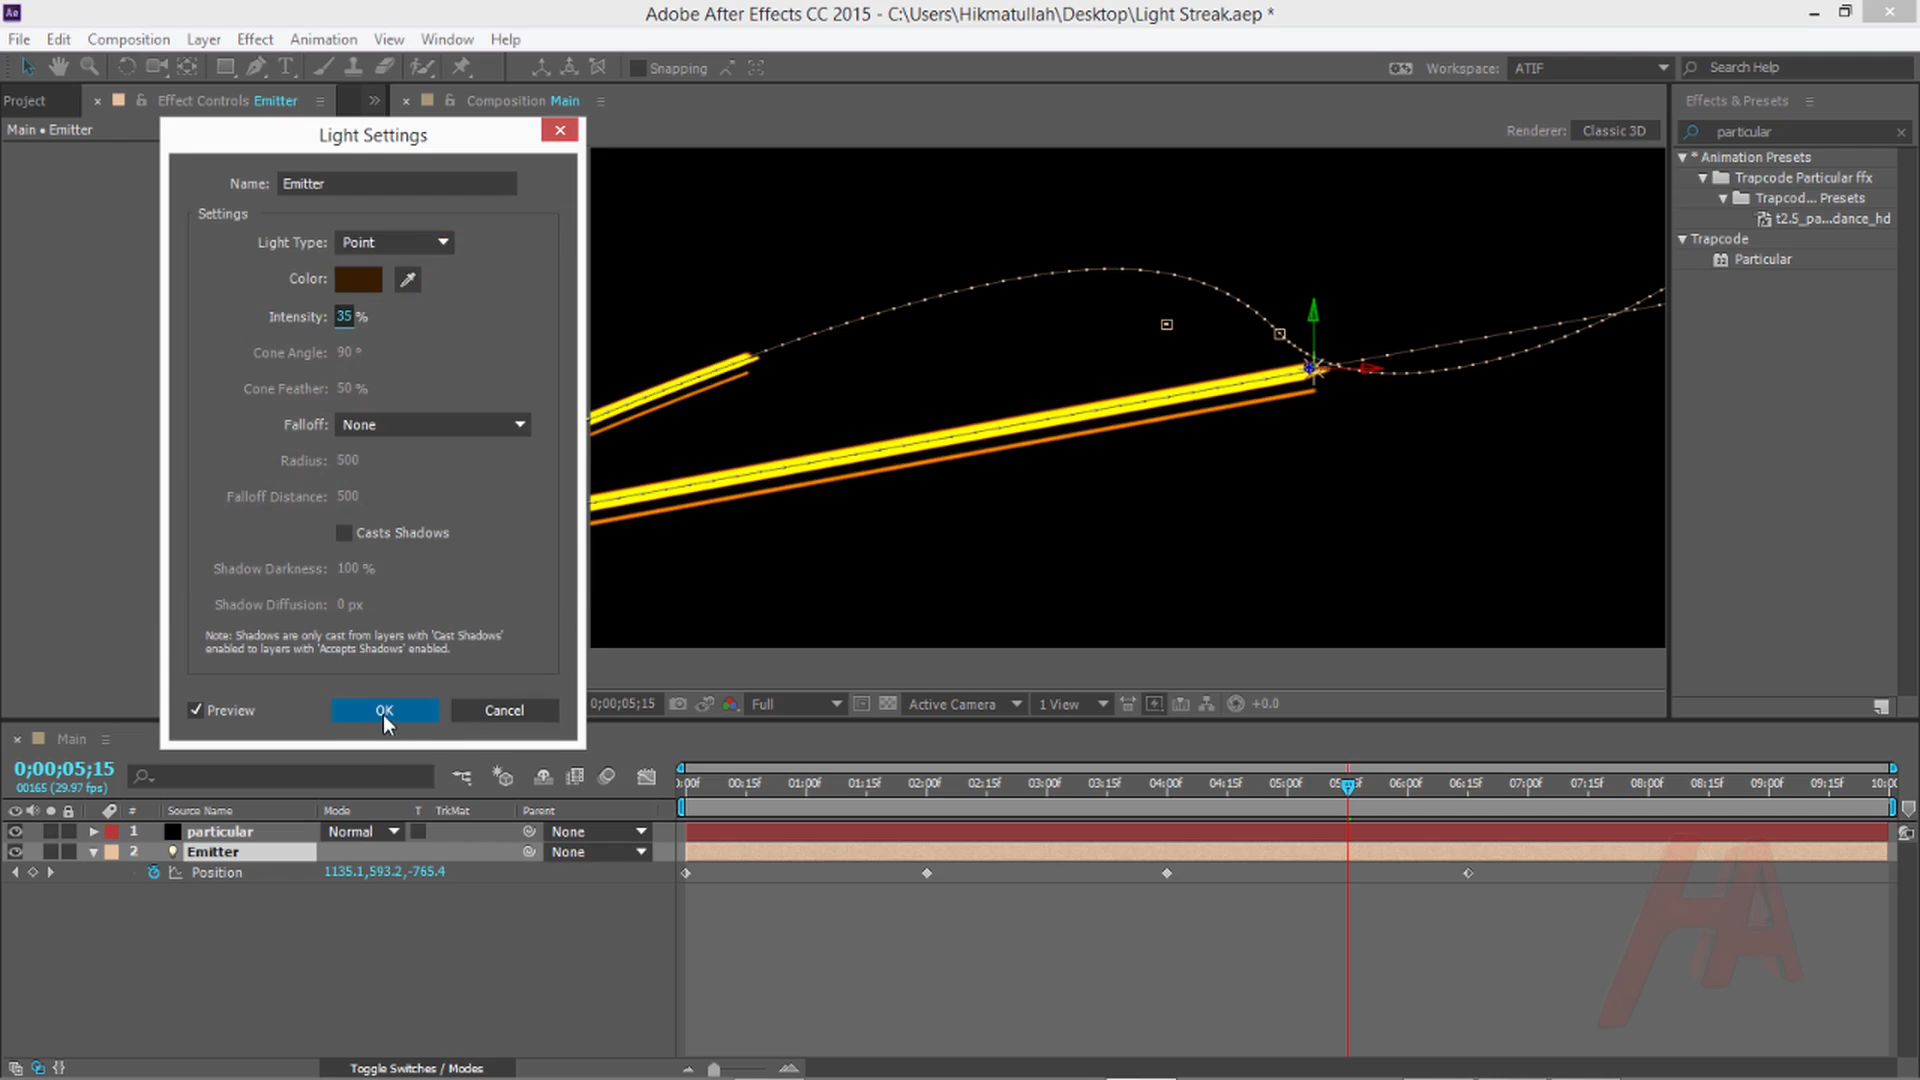 Adobe After Effects CC 2015 - C:\Users\Hikmatullah\Desktop\Light Streak.aep *
File Edit Composition Layer Effect Animation View Window Help
Snapping
Workspace: ATIF
Search Help
Project
Effect Controls Emitter
Composition Main
Effects & Presets
Main • Emitter
Renderer: Classic 3D
particular
Light Settings
Name: Emitter
Settings
Light Type: Point
Color:
Intensity: 35 %
Cone Angle: 90 °
Cone Feather: 50 %
Falloff: None
Radius: 500
Falloff Distance: 500
Casts Shadows
Shadow Darkness: 100 %
Shadow Diffusion: 0 px
Note: Shadows are only cast from layers with 'Cast Shadows'
enabled to layers with 'Accepts Shadows' enabled.
Preview OK Cancel
* Animation Presets
Trapcode Particular ffx
Trapcod... Presets
t2.5_pa...dance_hd
Trapcode
Particular
0;00;05;15 Full Active Camera 1 View +0.0
Main
0;00;05;15
00165 (29.97 fps)
:00f 00:15f 01:00f 01:15f 02:00f 02:15f 03:00f 03:15f 04:00f 04:15f 05:00f 06:00f 06:15f 07:00f 07:15f 08:00f 08:15f 09:00f 09:15f 10:00
# Source Name Mode T TrkMat Parent
1 particular Normal None
2 Emitter None
Position 1135.1,593.2,-765.4
Toggle Switches / Modes